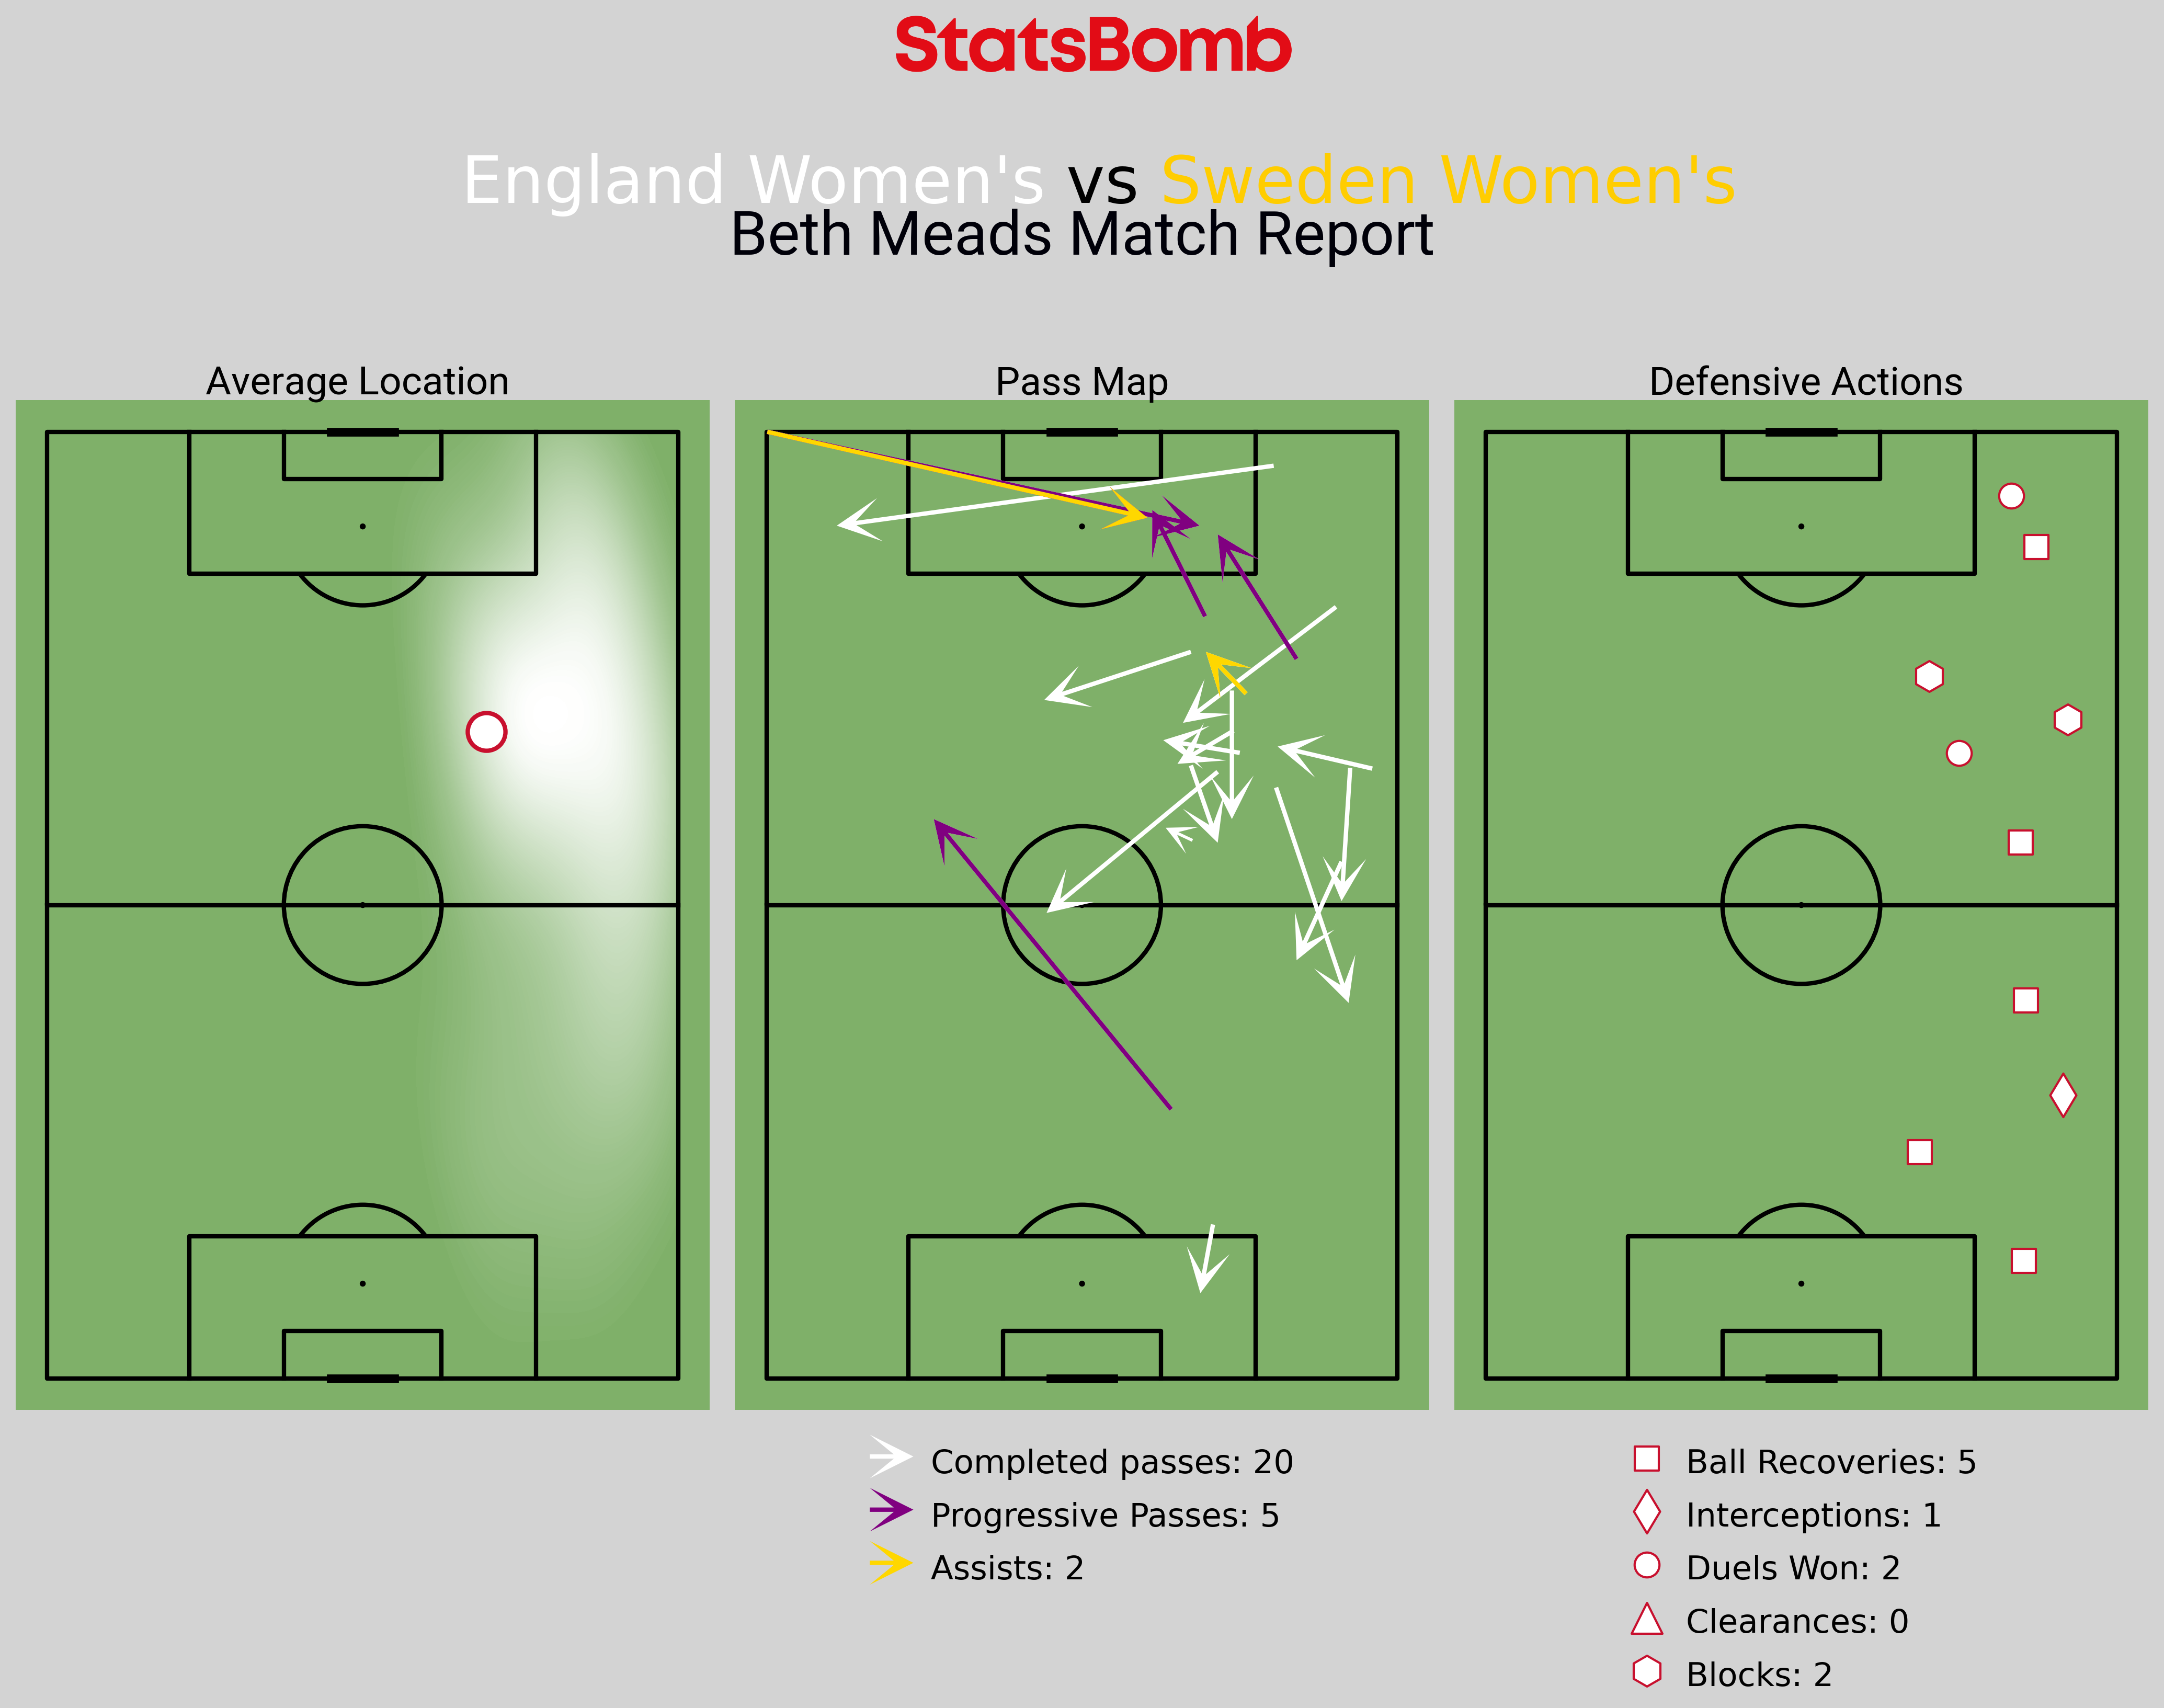 StatsBomb
England Women's vs Sweden Women's
Beth Meads Match Report
Average Location
Pass Map
Defensive Actions
Completed passes: 20
Progressive Passes: 5
Assists: 2
Ball Recoveries: 5
Interceptions: 1
Duels Won: 2
Clearances: 0
Blocks: 2